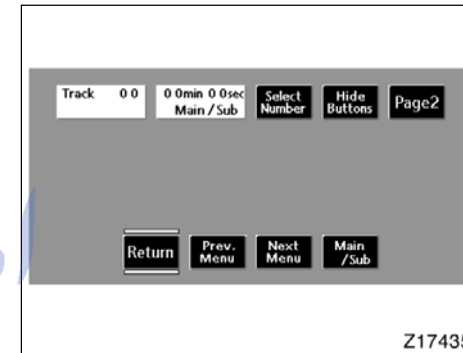 Track 0 0
0 0min 0 0sec
Main / Sub
Select
Number
Hide
Buttons
Page2
Return
Prev.
Menu
Next
Menu
Main
/Sub
Z17435